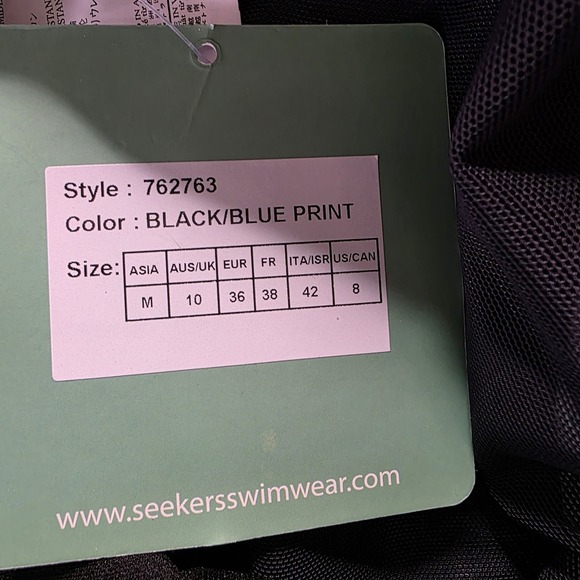 Style : 762763
Color : BLACK/BLUE PRINT
Size:
ASIA AUS/UK EUR FR ITA/ISR US/CAN
M 10 36 38 42 8
www.seekersswimwear.com